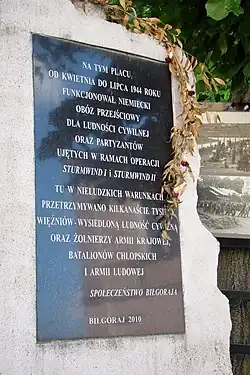 NA TYM PLACU,
OD KWIETNIA DO LIPCA 1944 ROKU
FUNKCJONOWAŁ NIEMIECKI
OBÓZ PRZEJŚCIOWY
DLA LUDNOŚCI CYWILNEJ
ORAZ PARTYZANTÓW
UJĘTYCH W RAMACH OPERACJI
STURMWIND I i STURMWIND II
TU W NIELUDZKICH WARUNKACH
PRZETRZYMYWANO KILKANAŚCIE TYSIĘCY
WIĘŹNIÓW-WYSIEDLONĄ LUDNOŚĆ CYWILNĄ
ORAZ ŻOŁNIERZY ARMII KRAJOWEJ,
BATALIONÓW CHŁOPSKICH
I ARMII LUDOWEJ
SPOŁECZEŃSTWO BIŁGORAJA
BIŁGORAJ 2010